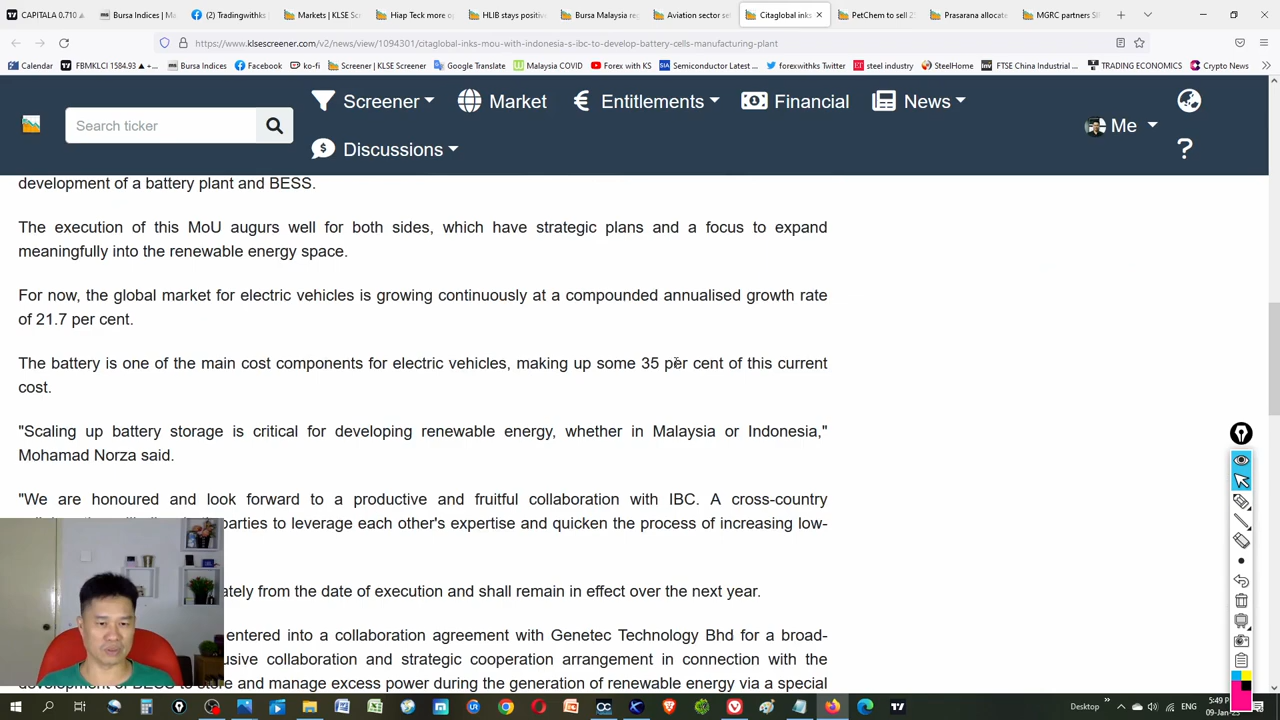 CAPITALA 0.710
Bursa Indices | Ma
(2) Tradingwithks
Markets | KLSE Scr
Hiap Teck more o
HLIB stays positive
Bursa Malaysia re
Aviation sector se
Citaglobal inks
PetChem to sell 2
Prasarana allocate
MGRC partners S
https://www.klsescreener.com/v2/news/view/1094301/citaglobal-inks-mou-with-indonesia-s-ibc-to-develop-battery-cells-manufacturing-plant
Calendar
FBMKLCI 1584.93 ▲ +...
Bursa Indices
Facebook
ko-fi
Screener | KLSE Screener
Google Translate
Malaysia COVID
Forex with KS
Semiconductor Latest ...
forexwithks Twitter
steel industry
SteelHome
FTSE China Industrial ...
TRADING ECONOMICS
Crypto News
Search ticker
Screener
Market
Entitlements
Financial
News
Discussions
Me
?
development of a battery plant and BESS.
The execution of this MoU augurs well for both sides, which have strategic plans and a focus to expand
meaningfully into the renewable energy space.
For now, the global market for electric vehicles is growing continuously at a compounded annualised growth rate
of 21.7 per cent.
The battery is one of the main cost components for electric vehicles, making up some 35 per cent of this current
cost.
"Scaling up battery storage is critical for developing renewable energy, whether in Malaysia or Indonesia,"
Mohamad Norza said.
"We are honoured and look forward to a productive and fruitful collaboration with IBC. A cross-country
parties to leverage each other's expertise and quicken the process of increasing low-
ately from the date of execution and shall remain in effect over the next year.
entered into a collaboration agreement with Genetec Technology Bhd for a broad-
usive collaboration and strategic cooperation arrangement in connection with the
to store and manage excess power during the generation of renewable energy via a special
Desktop
ENG
5:49 P
09-Jan-23